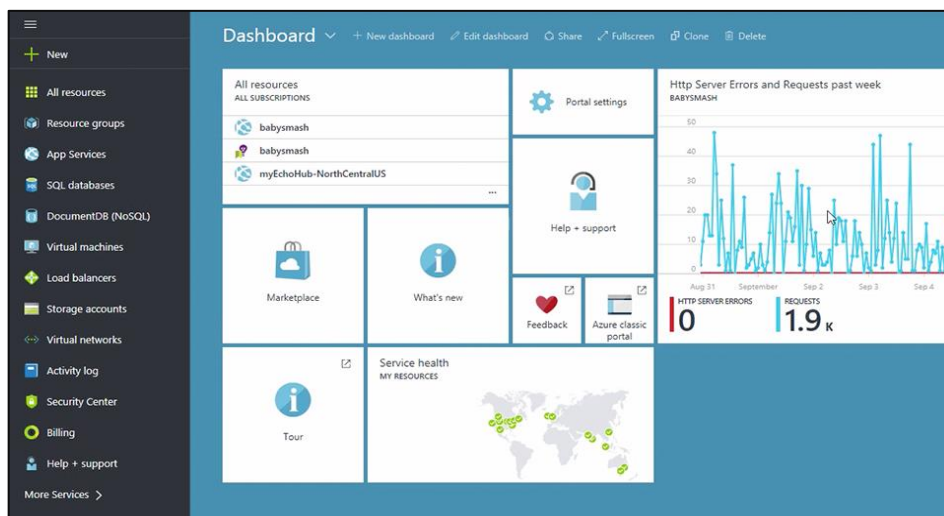 New
All resources
Resource groups
App Services
SQL databases
DocumentDB (NoSQL)
Virtual machines
Load balancers
Storage accounts
Virtual networks
Activity log
Security Center
Billing
Help + support
More Services
Dashboard
New dashboard
Edit dashboard
Share
Fullscreen
Clone
Delete
All resources
ALL SUBSCRIPTIONS
babysmash
babysmash
myEchoHub-NorthCentralUS
...
Portal settings
Help + support
Marketplace
What's new
Feedback
Azure classic
portal
Tour
Service health
MY RESOURCES
Http Server Errors and Requests past week
BABYSMASH
50
40
30
20
10
0
Aug 31 September Sep 2 Sep 3 Sep 4
HTTP SERVER ERRORS
0
REQUESTS
1.9 K